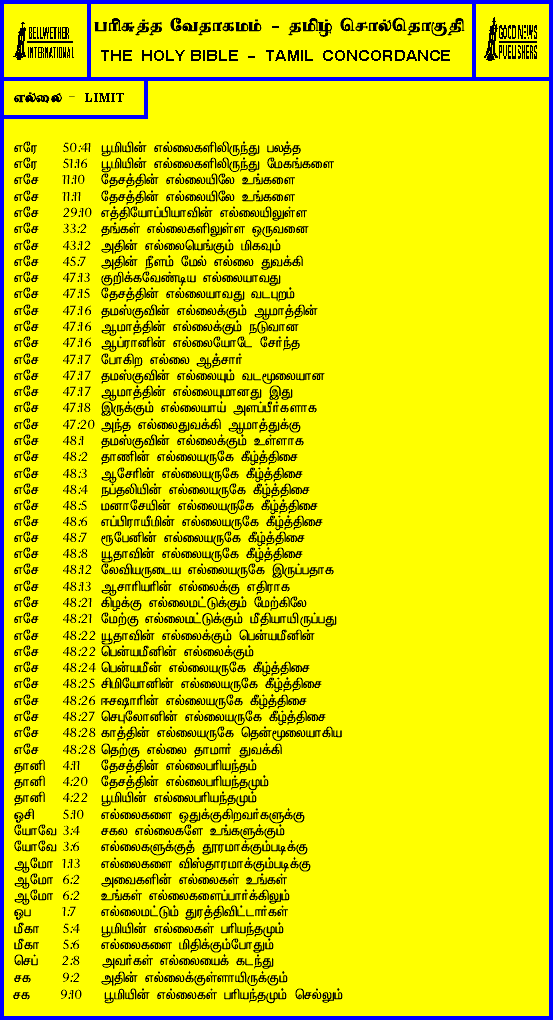 BELLWETHER
INTERNATIONAL
பரிசுத்த வேதாகமம் - தமிழ் சொல்தொகுதி
THE HOLY BIBLE - TAMIL CONCORDANCE
GOOD NEWS
PUBLISHERS
எல்லை - LIMIT
எரே 50:41 பூமியின் எல்லைகளிலிருந்து பலத்த
எரே 51:16 பூமியின் எல்லைகளிலிருந்து மேகங்களை
எசே 11:10 தேசத்தின் எல்லையிலே உங்களை
எசே 11:11 தேசத்தின் எல்லையிலே உங்களை
எசே 29:10 எத்தியோப்பியாவின் எல்லையிலுள்ள
எசே 33:2 தங்கள் எல்லைகளிலுள்ள ஒருவனை
எசே 43:12 அதின் எல்லையெங்கும் மிகவும்
எசே 45:7 அதின் நீளம் மேல் எல்லை துவக்கி
எசே 47:13 குறிக்கவேண்டிய எல்லையாவது
எசே 47:15 தேசத்தின் எல்லையாவது வடபுறம்
எசே 47:16 தமஸ்குவின் எல்லைக்கும் ஆமாத்தின்
எசே 47:16 ஆமாத்தின் எல்லைக்கும் நடுவான
எசே 47:16 ஆப்ரானின் எல்லையோடே சேர்ந்த
எசே 47:17 போகிற எல்லை ஆத்சார்
எசே 47:17 தமஸ்குவின் எல்லையும் வடமூலையான
எசே 47:17 ஆமாத்தின் எல்லையுமானது இது
எசே 47:18 இருக்கும் எல்லையாய் அளப்பீர்களாக
எசே 47:20 அந்த எல்லைதுவக்கி ஆமாத்துக்கு
எசே 48:1 தமஸ்குவின் எல்லைக்கும் உள்ளாக
எசே 48:2 தாணின் எல்லையருகே கீழ்த்திசை
எசே 48:3 ஆசேரின் எல்லையருகே கீழ்த்திசை
எசே 48:4 நப்தலியின் எல்லையருகே கீழ்த்திசை
எசே 48:5 மனாசேயின் எல்லையருகே கீழ்த்திசை
எசே 48:6 எப்பிராயீமின் எல்லையருகே கீழ்த்திசை
எசே 48:7 ரூபேனின் எல்லையருகே கீழ்த்திசை
எசே 48:8 யூதாவின் எல்லையருகே கீழ்த்திசை
எசே 48:12 லேவியருடைய எல்லையருகே இருப்பதாக
எசே 48:13 ஆசாரியரின் எல்லைக்கு எதிராக
எசே 48:21 கிழக்கு எல்லைமட்டுக்கும் மேற்கிலே
எசே 48:21 மேற்கு எல்லைமட்டுக்கும் மீதியாயிருப்பது
எசே 48:22 யூதாவின் எல்லைக்கும் பென்யமீனின்
எசே 48:22 பென்யமீனின் எல்லைக்கும்
எசே 48:24 பென்யமீன் எல்லையருகே கீழ்த்திசை
எசே 48:25 சிமியோனின் எல்லையருகே கீழ்த்திசை
எசே 48:26 ஈசஷாரின் எல்லையருகே கீழ்த்திசை
எசே 48:27 செபுலோனின் எல்லையருகே கீழ்த்திசை
எசே 48:28 காத்தின் எல்லையருகே தென்மூலையாகிய
எசே 48:28 தெற்கு எல்லை தாமார் துவக்கி
தானி 4:11 தேசத்தின் எல்லைபரியந்தம்
தானி 4:20 தேசத்தின் எல்லைபரியந்தமும்
தானி 4:22 பூமியின் எல்லைபரியந்தமும்
ஓசி 5:10 எல்லைகளை ஒதுக்குகிறவர்களுக்கு
யோவே 3:4 சகல எல்லைகளே உங்களுக்கும்
யோவே 3:6 எல்லைகளுக்குத் தூரமாக்கும்படிக்கு
ஆமோ 1:13 எல்லைகளை விஸ்தாரமாக்கும்படிக்கு
ஆமோ 6:2 அவைகளின் எல்லைகள் உங்கள்
ஆமோ 6:2 உங்கள் எல்லைகளைப்பார்க்கிலும்
ஒப 1:7 எல்லைமட்டும் துரத்திவிட்டார்கள்
மீகா 5:4 பூமியின் எல்லைகள் பரியந்தமும்
மீகா 5:6 எல்லைகளை மிதிக்கும்போதும்
செப் 2:8 அவர்கள் எல்லையைக் கடந்து
சக 9:2 அதின் எல்லைக்குள்ளாயிருக்கும்
சக 9:10 பூமியின் எல்லைகள் பரியந்தமும் செல்லும்